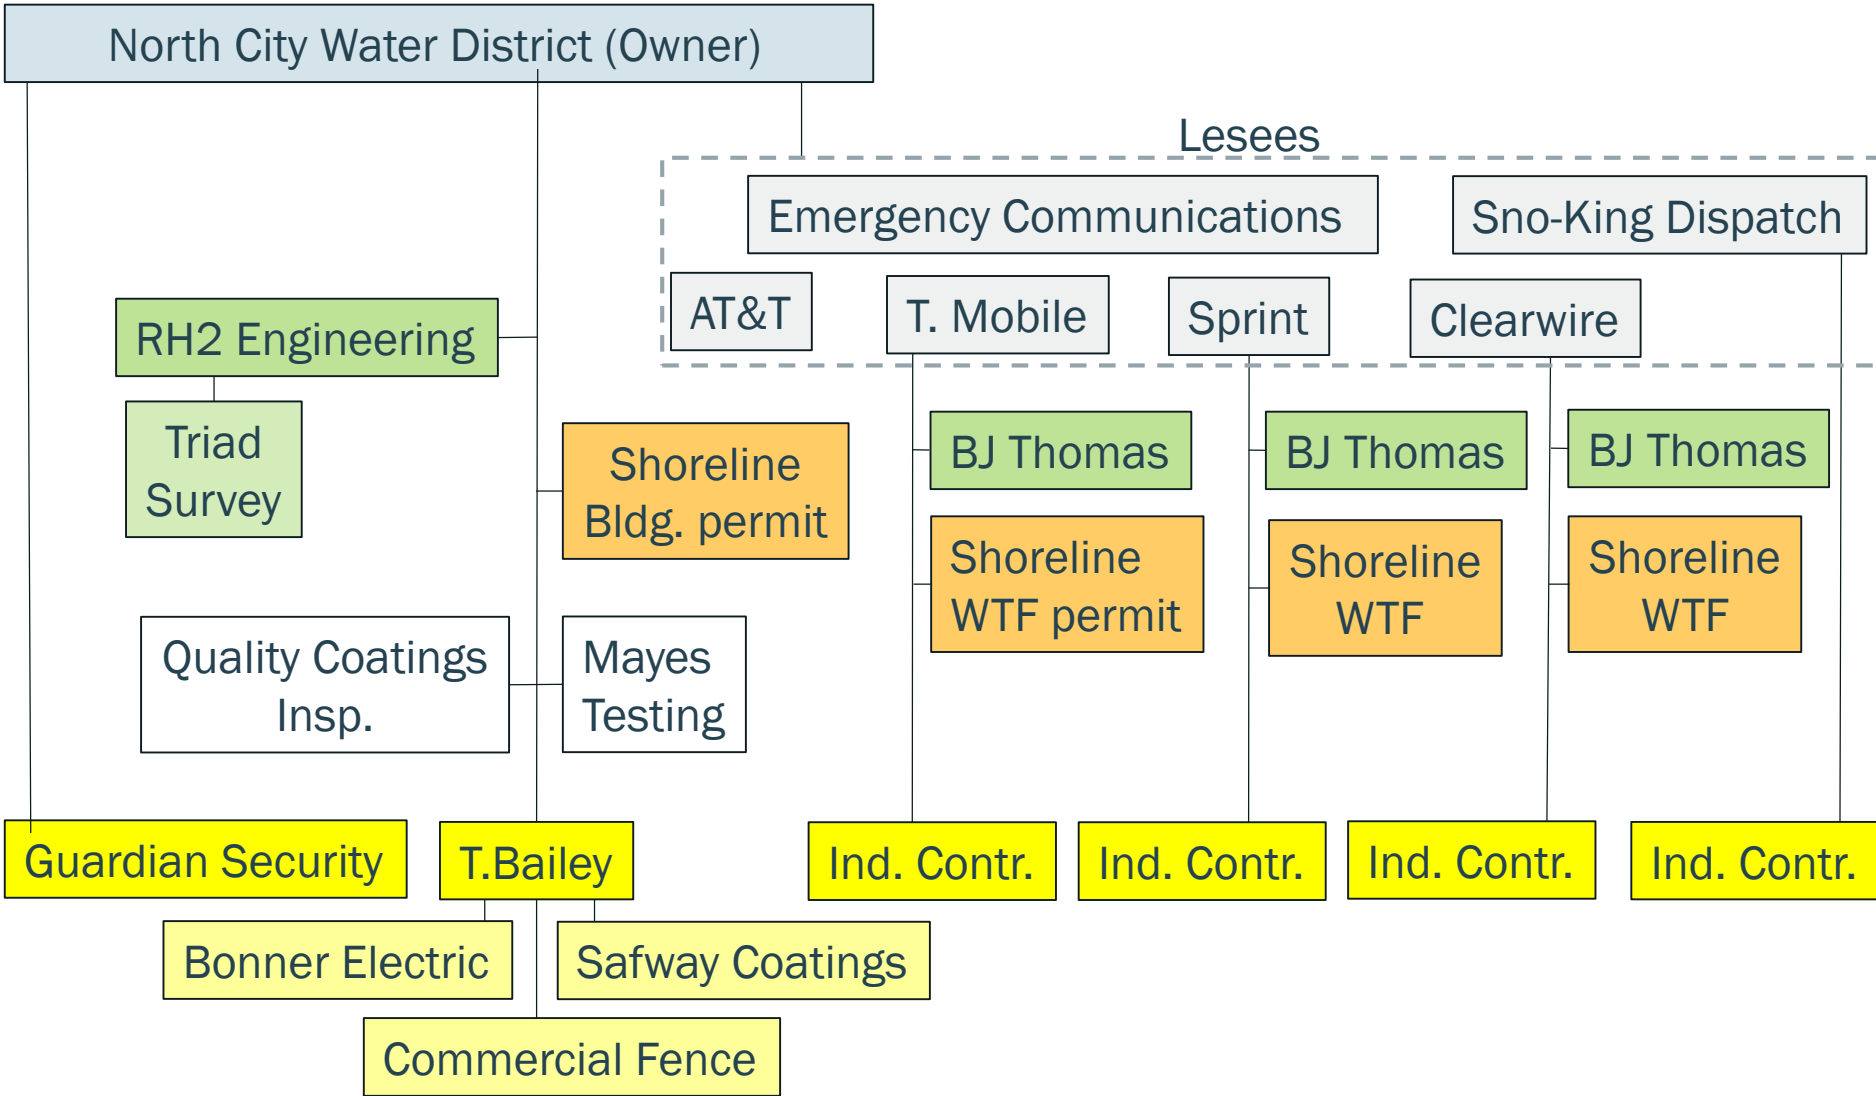 North City Water District (Owner)
Lesees
Emergency Communications
Sno-King Dispatch
AT&T
T. Mobile
Sprint
Clearwire
RH2 Engineering
Triad
Survey
Shoreline
Bldg. permit
BJ Thomas
BJ Thomas
BJ Thomas
Shoreline
WTF permit
Shoreline
WTF
Shoreline
WTF
Quality Coatings
Insp.
Mayes
Testing
Guardian Security
T.Bailey
Ind. Contr.
Ind. Contr.
Ind. Contr.
Ind. Contr.
Bonner Electric
Safway Coatings
Commercial Fence